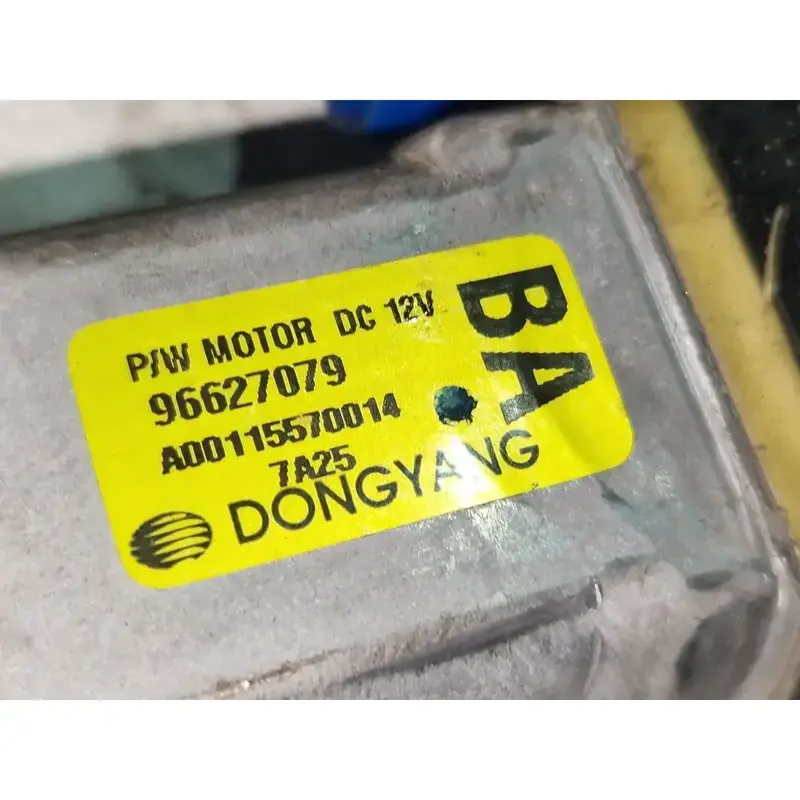 P/W MOTOR DC 12V
96627079
A00115570014
7A25
DONGYANG
BA